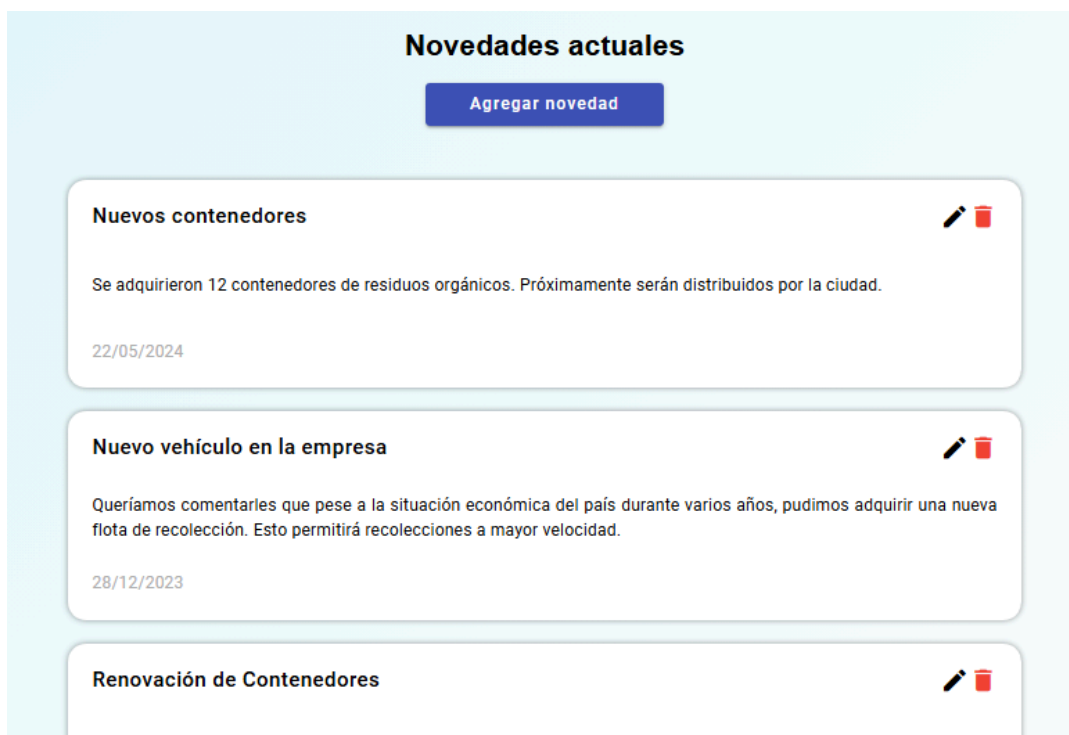 Novedades actuales
Agregar novedad
Nuevos contenedores
Se adquirieron 12 contenedores de residuos orgánicos. Próximamente serán distribuidos por la ciudad.
22/05/2024
Nuevo vehículo en la empresa
Queríamos comentarles que pese a la situación económica del país durante varios años, pudimos adquirir una nueva
flota de recolección. Esto permitirá recolecciones a mayor velocidad.
28/12/2023
Renovación de Contenedores